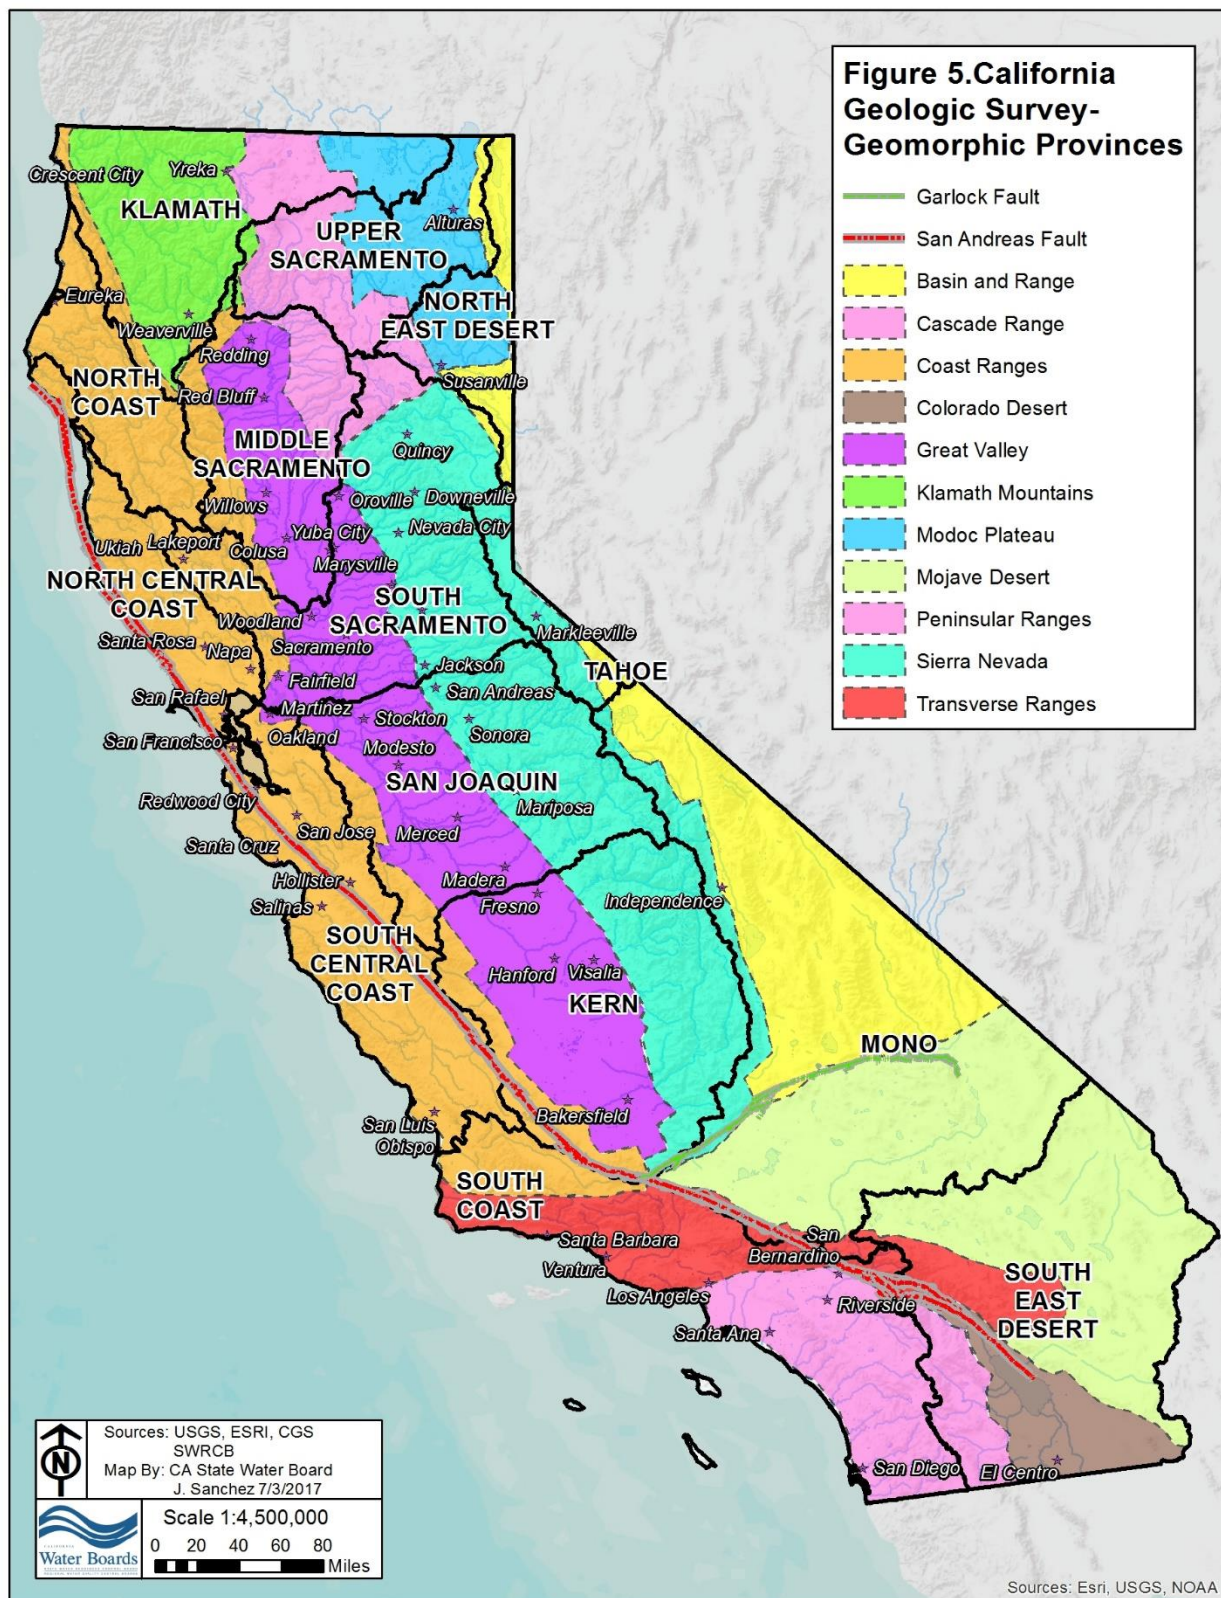 Figure 5.California
Geologic Survey-
Geomorphic Provinces
Garlock Fault
San Andreas Fault
Basin and Range
Cascade Range
Coast Ranges
Colorado Desert
Great Valley
Klamath Mountains
Modoc Plateau
Mojave Desert
Peninsular Ranges
Sierra Nevada
Transverse Ranges
Crescent City
Yreka
KLAMATH
Alturas
UPPER
SACRAMENTO
Eureka
NORTH
EAST DESERT
Weaverville
Redding
NORTH
COAST
Red Bluff
Susanville
MIDDLE
SACRAMENTO
Quincy
Willows
Oroville
Downeville
Yuba City
Nevada City
Ukiah
Lakeport
Colusa
Marysville
NORTH CENTRAL
COAST
SOUTH
SACRAMENTO
Woodland
Markleeville
Santa Rosa
Napa
Sacramento
Fairfield
Jackson
TAHOE
San Rafael
Martinez
San Andreas
Stockton
Sonora
San Francisco
Oakland
Modesto
SAN JOAQUIN
Redwood City
Mariposa
San Jose
Merced
Santa Cruz
Hollister
Madera
Salinas
Fresno
Independence
SOUTH
CENTRAL
COAST
Hanford
Visalia
KERN
MONO
San Luis
Obispo
Bakersfield
SOUTH
COAST
Santa Barbara
San
Bernardino
Ventura
Los Angeles
Riverside
SOUTH
EAST
DESERT
Santa Ana
San Diego
El Centro
N
Sources: USGS, ESRI, CGS
SWRCB
Map By: CA State Water Board
J. Sanchez 7/3/2017
CALIFORNIA
Water Boards
Scale 1:4,500,000
0 20 40 60 80
Miles
Sources: Esri, USGS, NOAA